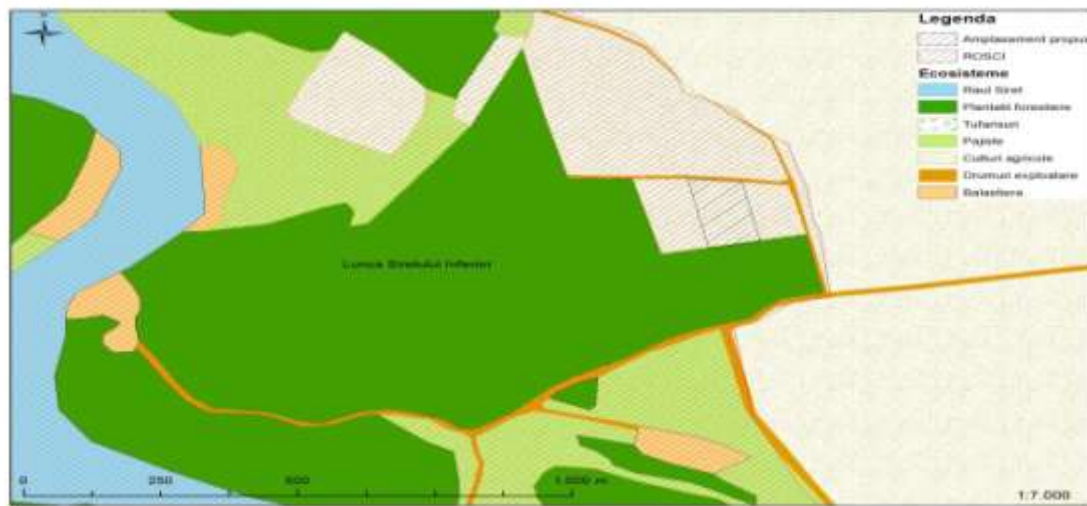 Legenda
Amplasament propus
ROSCI
Ecosisteme
Raul Siret
Plantatii forestiere
Tufarisuri
Pajiste
Culturi agricole
Drumuri exploatare
Balastiera
Lunca Siretului Inferior
0 250 500 1.000 m
1:7.000